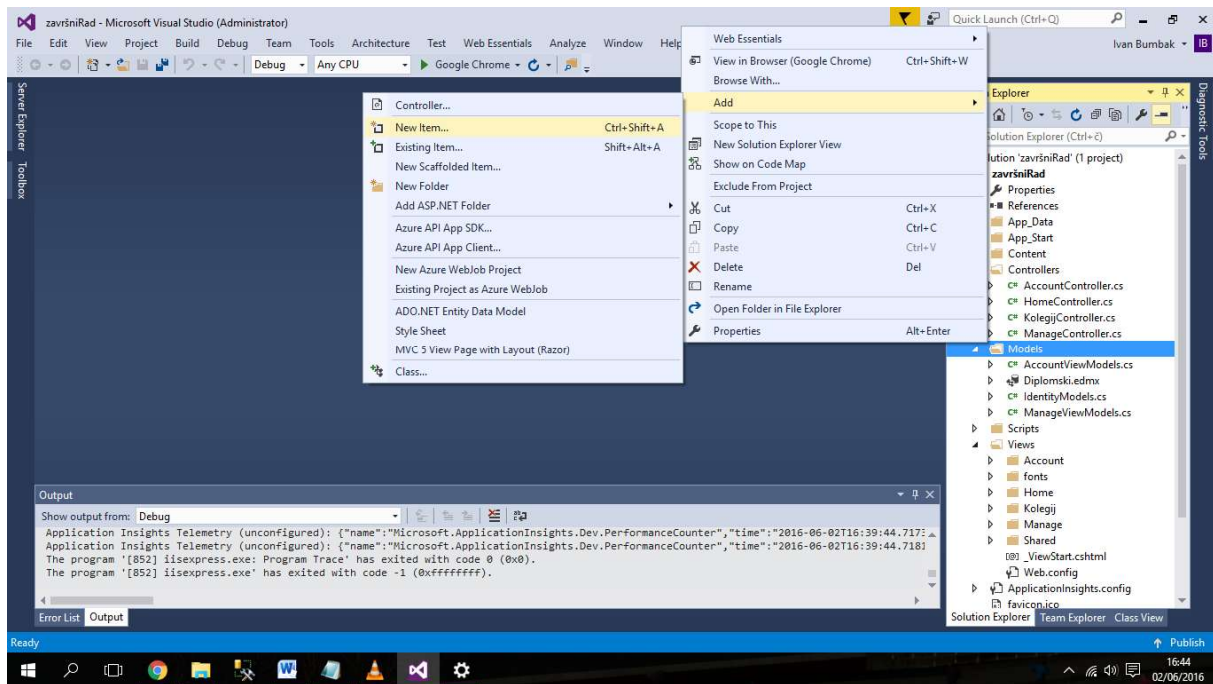 završniRad - Microsoft Visual Studio (Administrator)
Quick Launch (Ctrl+Q)
File Edit View Project Build Debug Team Tools Architecture Test Web Essentials Analyze Window Help
Ivan Bumbak IB
Debug Any CPU Google Chrome
Server Explorer
Toolbox
Controller...
New Item... Ctrl+Shift+A
Existing Item... Shift+Alt+A
New Scaffolded Item...
New Folder
Add ASP.NET Folder
Azure API App SDK...
Azure API App Client...
New Azure WebJob Project
Existing Project as Azure WebJob
ADO.NET Entity Data Model
Style Sheet
MVC 5 View Page with Layout (Razor)
Class...
Web Essentials
View in Browser (Google Chrome) Ctrl+Shift+W
Browse With...
Add
Scope to This
New Solution Explorer View
Show on Code Map
Exclude From Project
Cut Ctrl+X
Copy Ctrl+C
Paste Ctrl+V
Delete Del
Rename
Open Folder in File Explorer
Properties Alt+Enter
Explorer
Solution Explorer (Ctrl+č)
lution 'završniRad' (1 project)
završniRad
Properties
References
App_Data
App_Start
Content
Controllers
C# AccountController.cs
C# HomeController.cs
C# KolegijController.cs
C# ManageController.cs
Models
C# AccountViewModels.cs
Diplomski.edmx
C# IdentityModels.cs
C# ManageViewModels.cs
Scripts
Views
Account
fonts
Home
Kolegij
Manage
Shared
_ViewStart.cshtml
Web.config
ApplicationInsights.config
favicon.ico
Solution Explorer Team Explorer Class View
Diagnostic Tools
Output
Show output from: Debug
Application Insights Telemetry (unconfigured): {"name":"Microsoft.ApplicationInsights.Dev.PerformanceCounter","time":"2016-06-02T16:39:44.717
Application Insights Telemetry (unconfigured): {"name":"Microsoft.ApplicationInsights.Dev.PerformanceCounter","time":"2016-06-02T16:39:44.718
The program '[852] iisexpress.exe: Program Trace' has exited with code 0 (0x0).
The program '[852] iisexpress.exe' has exited with code -1 (0xffffffff).
Error List Output
Ready
Publish
16:44
02/06/2016